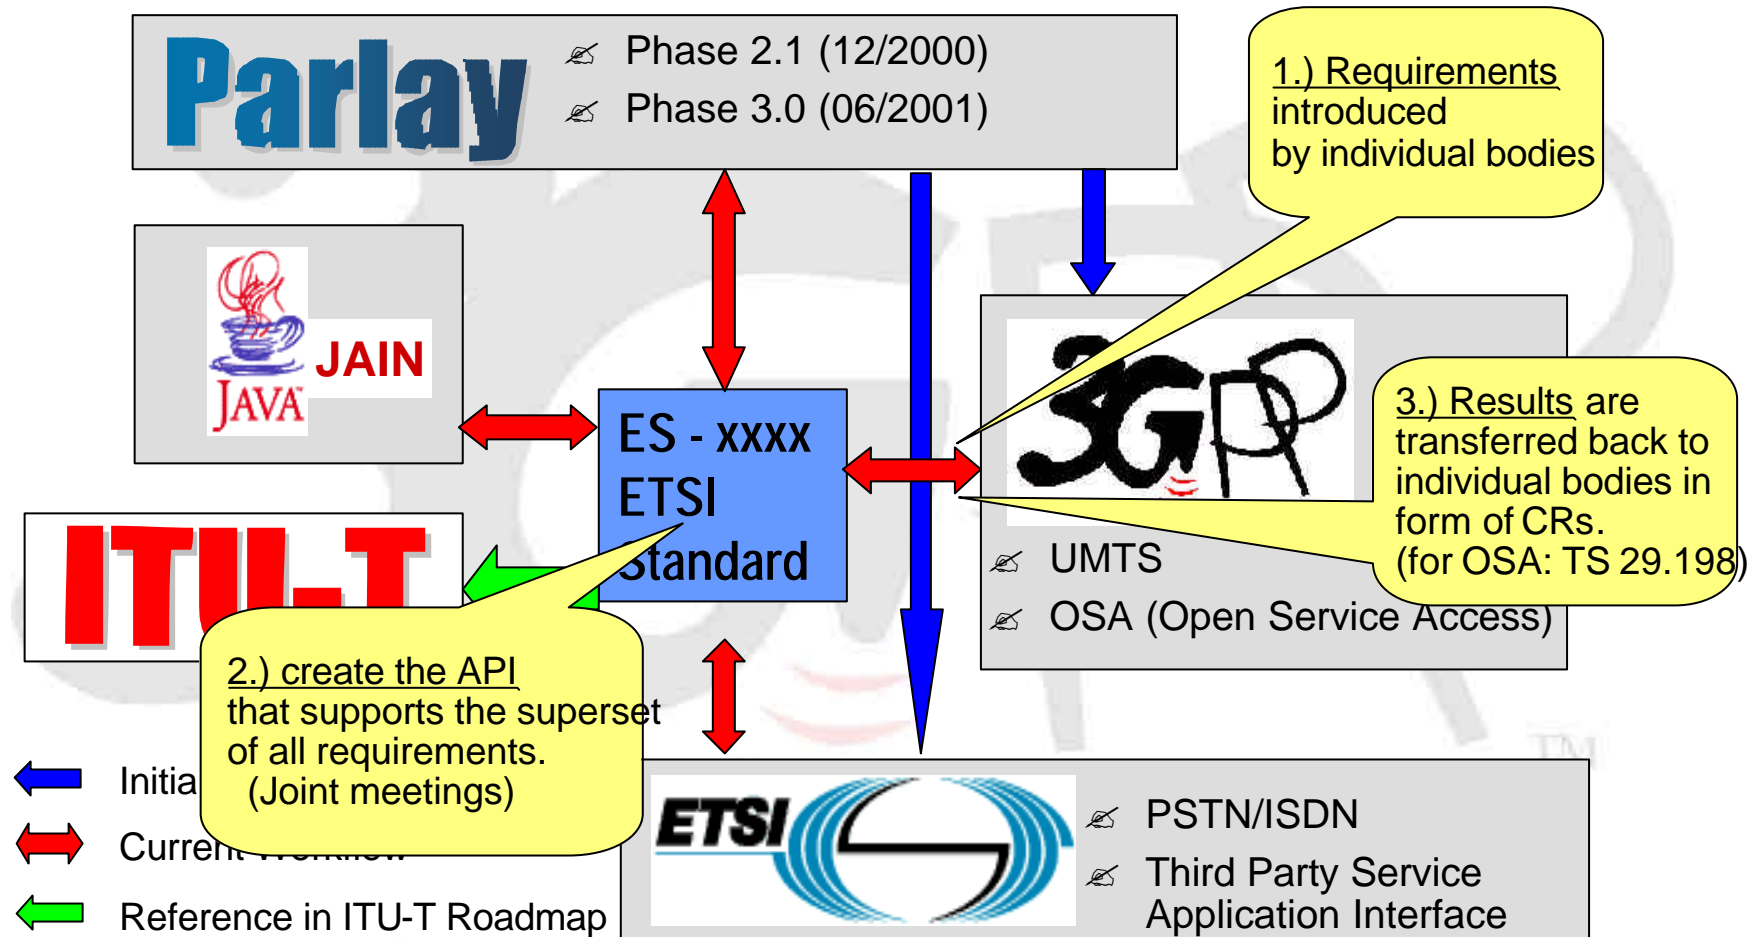 Parlay
Phase 2.1 (12/2000)
Phase 3.0 (06/2001)
1.) Requirements
introduced
by individual bodies
JAVA
JAIN
ES - xxxx
ETSI
Standard
3GPP
UMTS
OSA (Open Service Access)
3.) Results are
transferred back to
individual bodies in
form of CRs.
(for OSA: TS 29.198)
ITU-T
2.) create the API
that supports the superset
of all requirements.
(Joint meetings)
Initia
Current Workflow
Reference in ITU-T Roadmap
ETSI
PSTN/ISDN
Third Party Service
Application Interface
TM